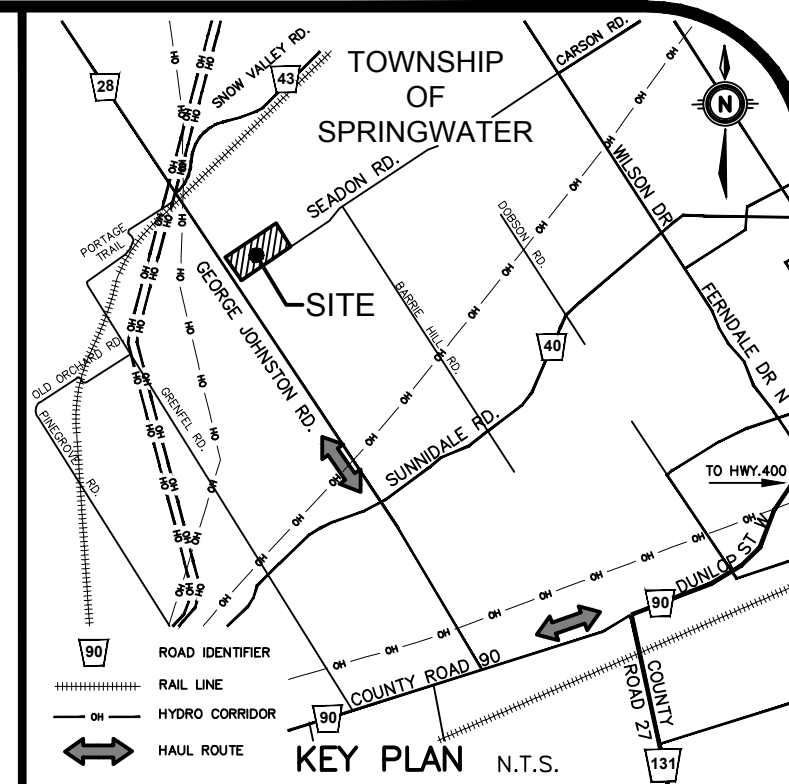 SNOW VALLEY RD.
43
28
TOWNSHIP
OF
SPRINGWATER
CARSON RD.
N
WILSON DR
SEADON RD.
DOBSON RD.
PORTAGE
TRAIL
SITE
GEORGE JOHNSTON RD.
BARRIE HILL RD.
FERNDALE DR N
40
OLD ORCHARD RD.
PINEGROVE RD.
GRENFEL RD.
SUNNIDALE RD.
TO HWY.400
DUNLOP ST W
90
COUNTY ROAD 90
90
COUNTY
ROAD 27
131
90 ROAD IDENTIFIER
RAIL LINE
OH HYDRO CORRIDOR
HAUL ROUTE
KEY PLAN N.T.S.